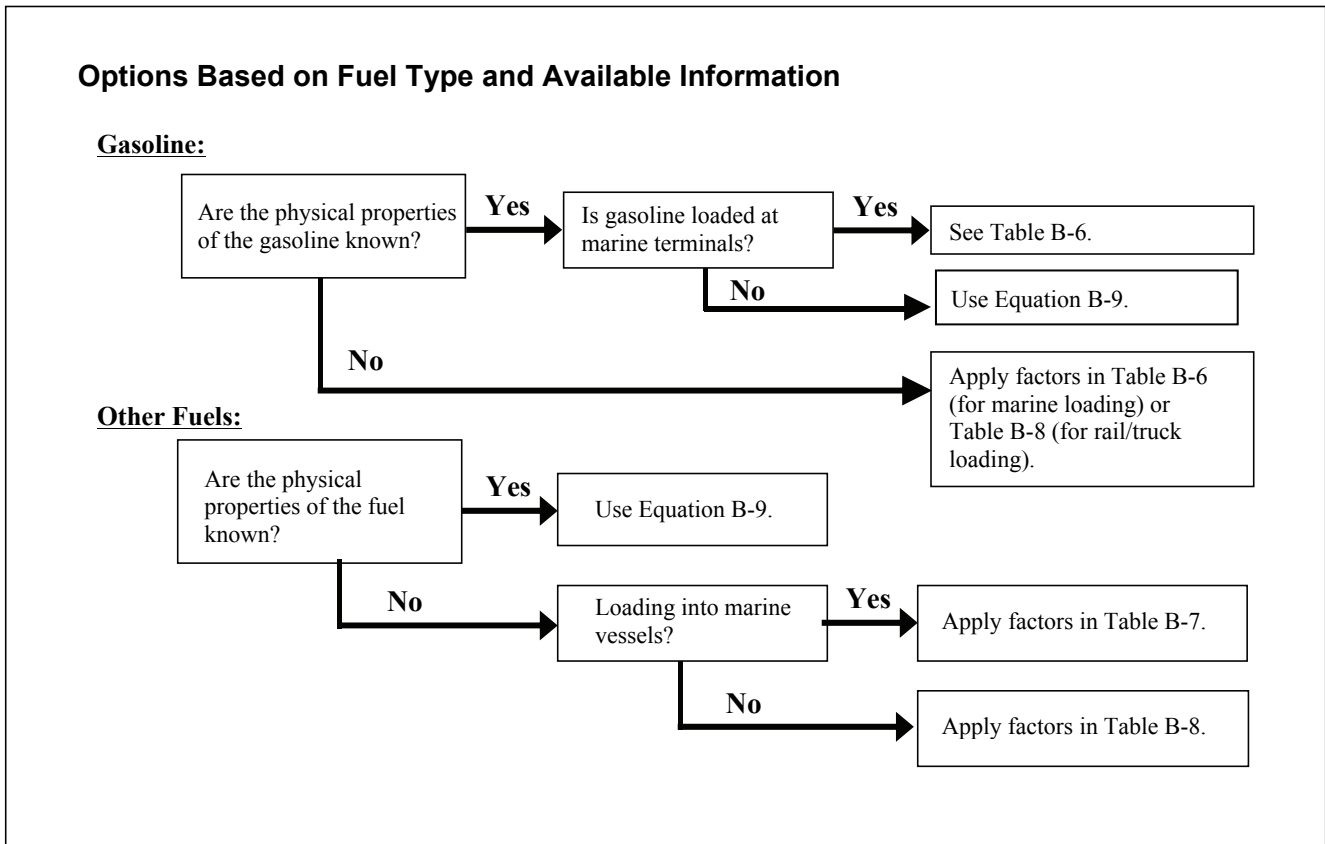 Options Based on Fuel Type and Available Information
Gasoline:
Are the physical properties
of the gasoline known?
Yes
Is gasoline loaded at
marine terminals?
Yes
See Table B-6.
No
Use Equation B-9.
No
Apply factors in Table B-6
(for marine loading) or
Table B-8 (for rail/truck
loading).
Other Fuels:
Are the physical
properties of the fuel
known?
Yes
Use Equation B-9.
No
Loading into marine
vessels?
Yes
Apply factors in Table B-7.
No
Apply factors in Table B-8.